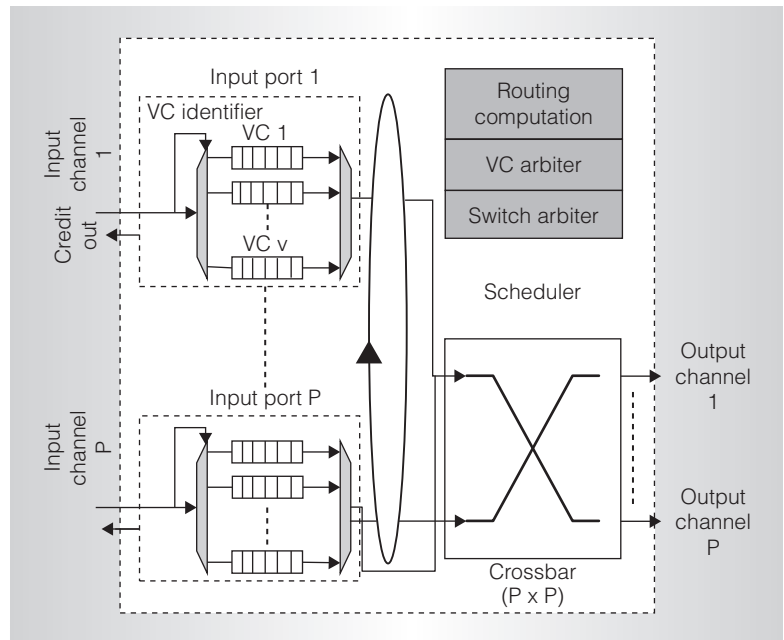 Input port 1
VC identifier
VC 1
VC v
Input
channel
1
Credit
out
Routing
computation
VC arbiter
Switch arbiter
Scheduler
Input port P
Input
channel
P
Output
channel
1
Output
channel
P
Crossbar
(P x P)